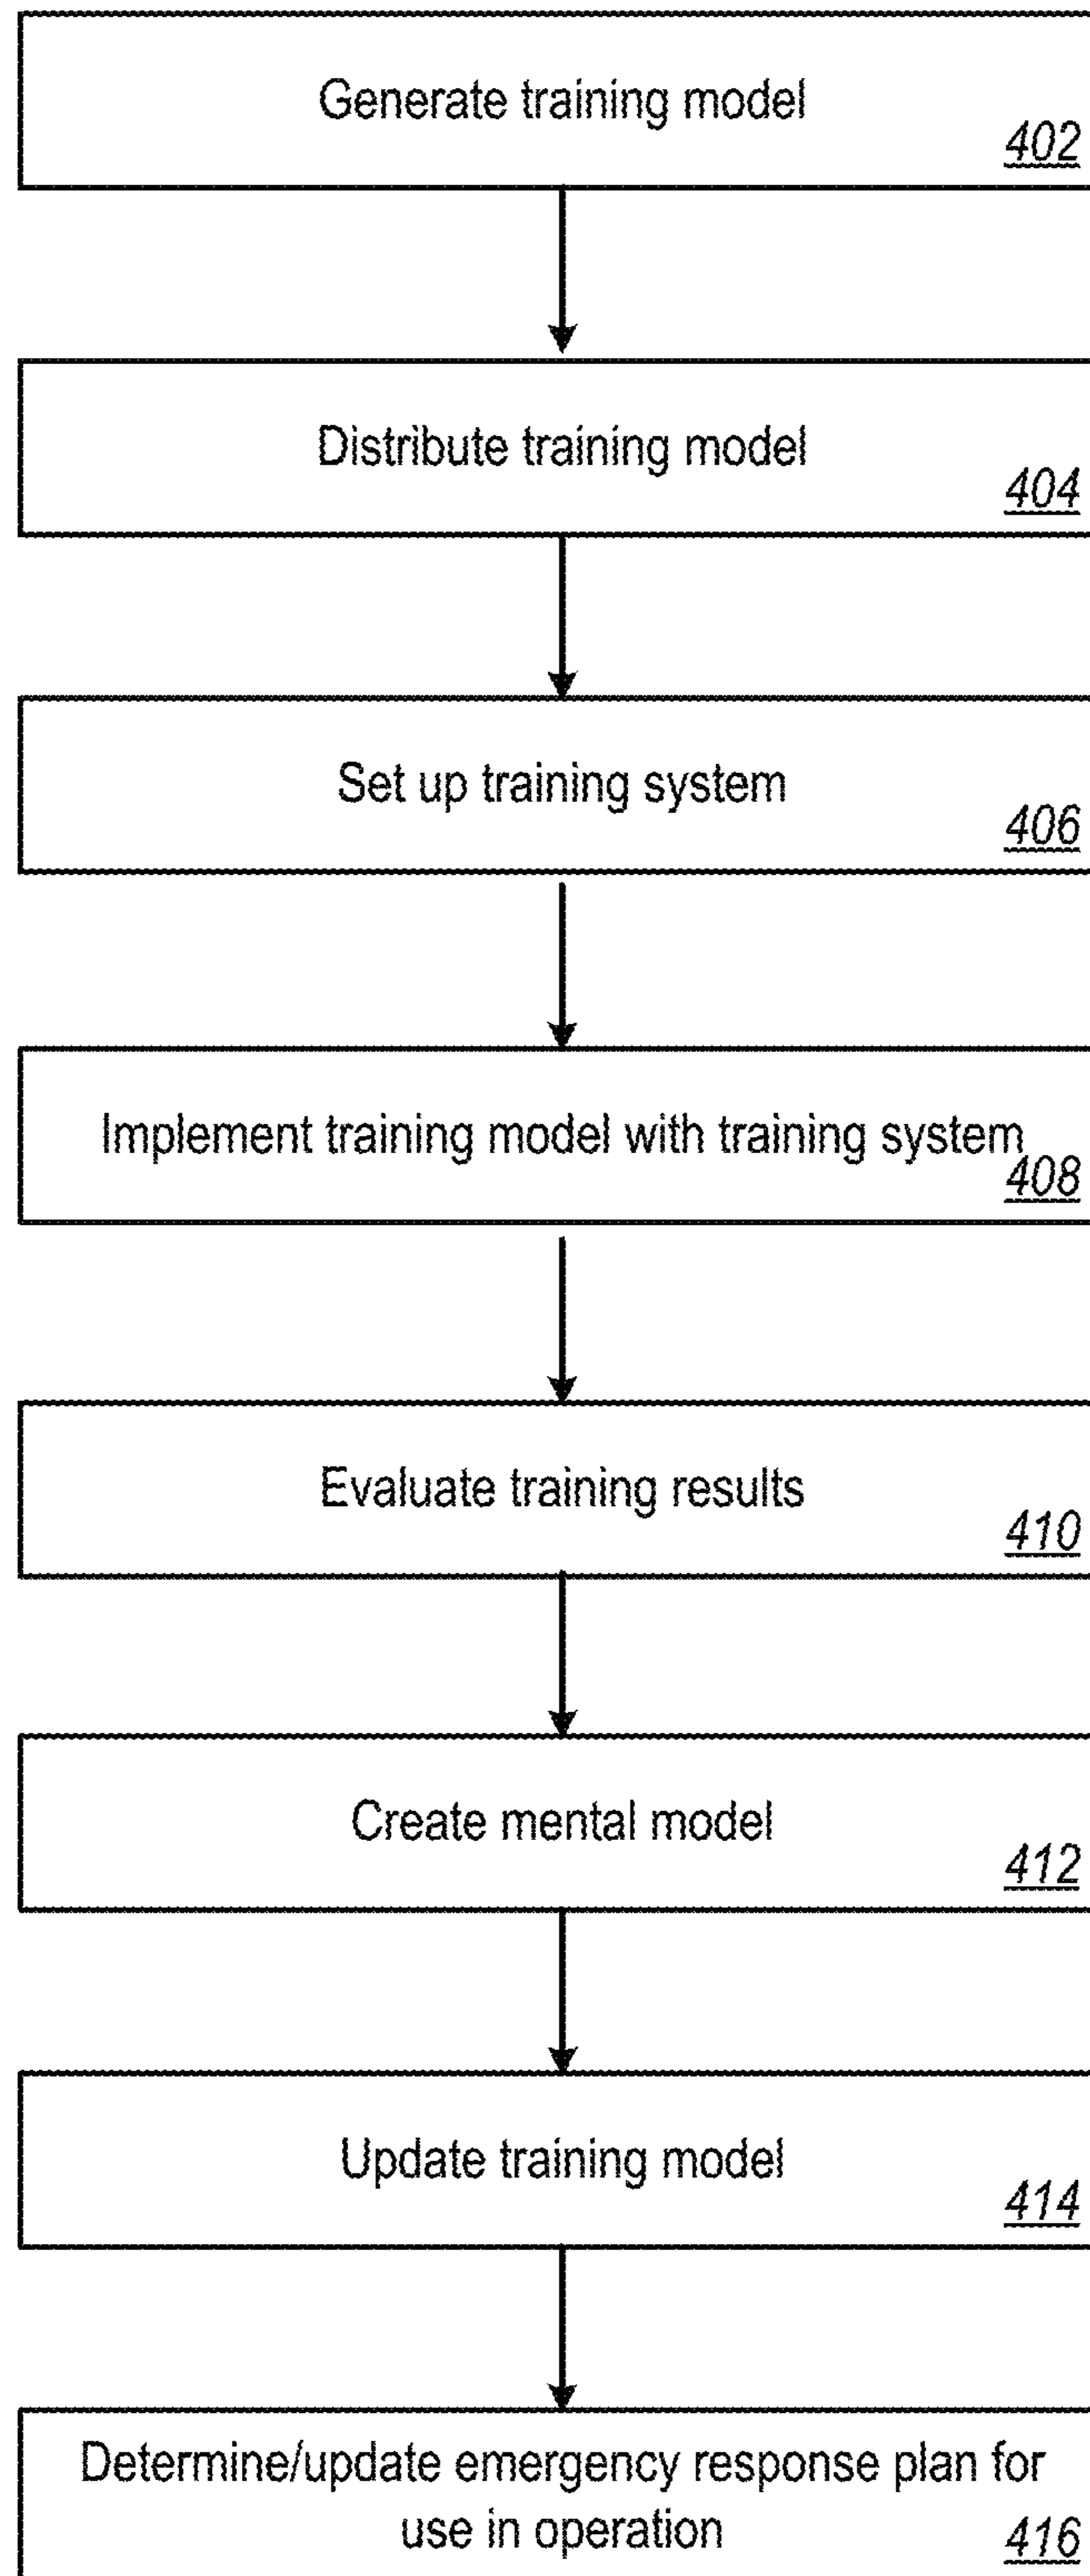 Generate training model
402
Distribute training model
404
Set up training system
406
Implement training model with training system
408
Evaluate training results
410
Create mental model
412
Update training model
414
Determine/update emergency response plan for
use in operation
416